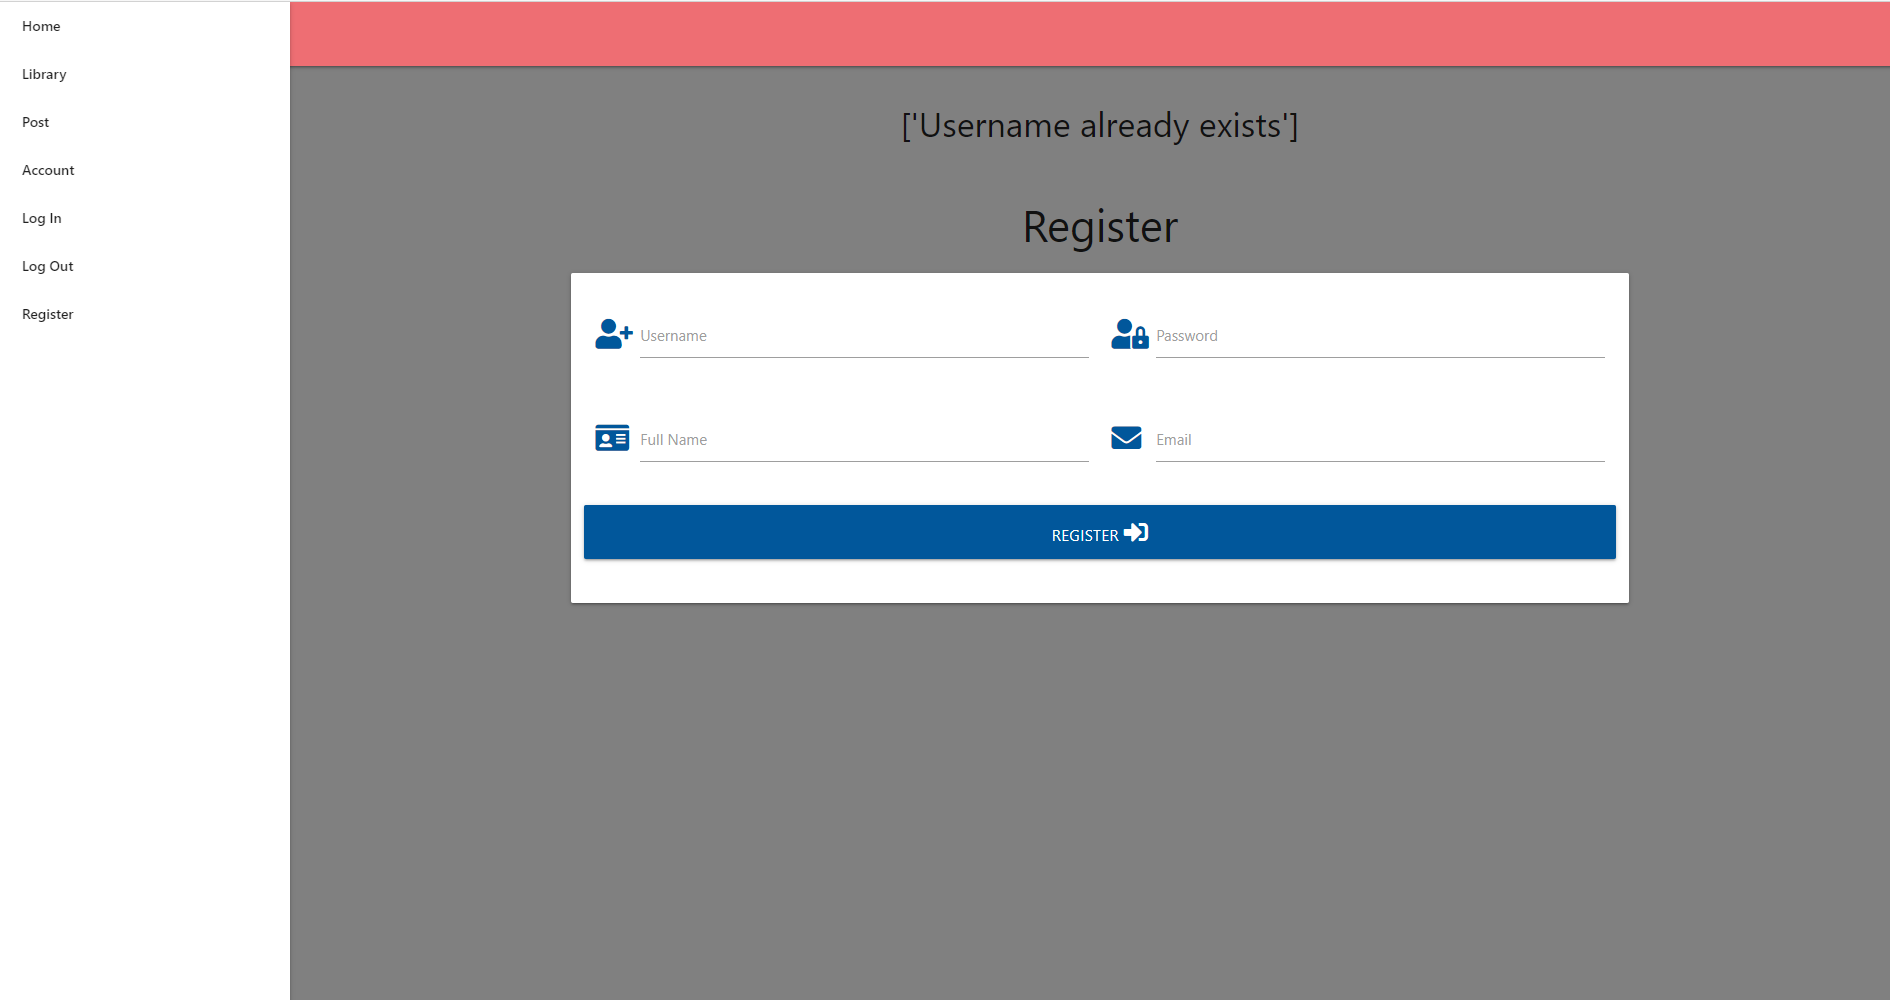 Home
Library
Post
Account
Log In
Log Out
Register
['Username already exists']
Register
Username
Password
Full Name
Email
REGISTER